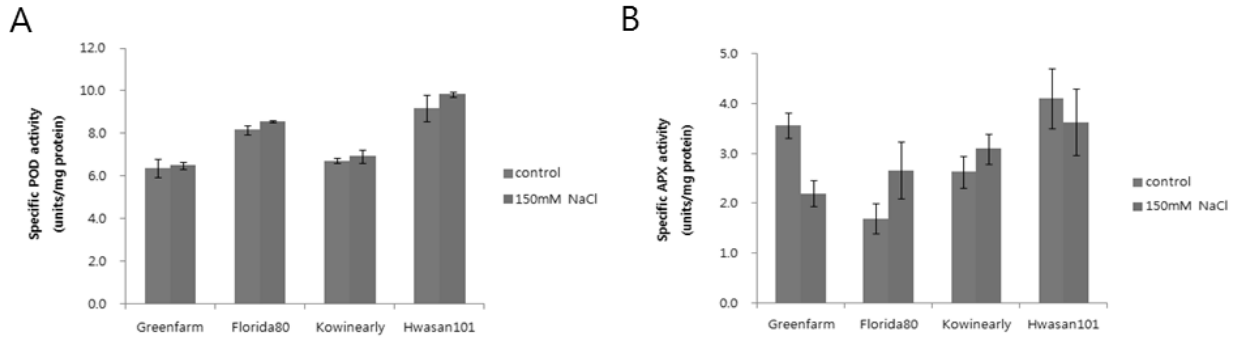 A
12.0
10.0
8.0
6.0
4.0
2.0
0.0
Specific POD activity
(units/mg protein)
Greenfarm
Florida80
Kowinearly
Hwasan101
control
150mM NaCl
B
5.0
4.0
3.0
2.0
1.0
0.0
Specific APX activity
(units/mg protein)
Greenfarm
Florida80
Kowinearly
Hwasan101
control
150mM NaCl